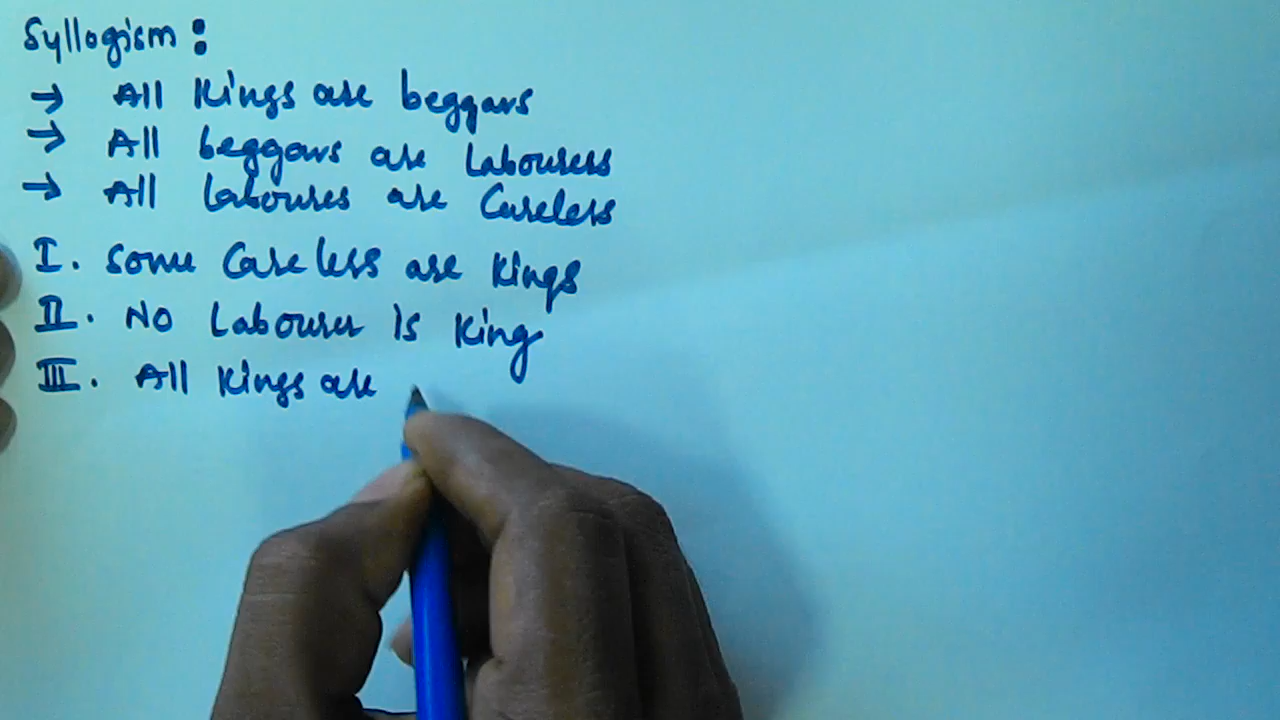 Syllogism :
→ All Kings are beggars
→ All beggars are Labourers
→ All laboures are Careless
I. Some Careless are Kings
II. No Labourer is King
III. All Kings are